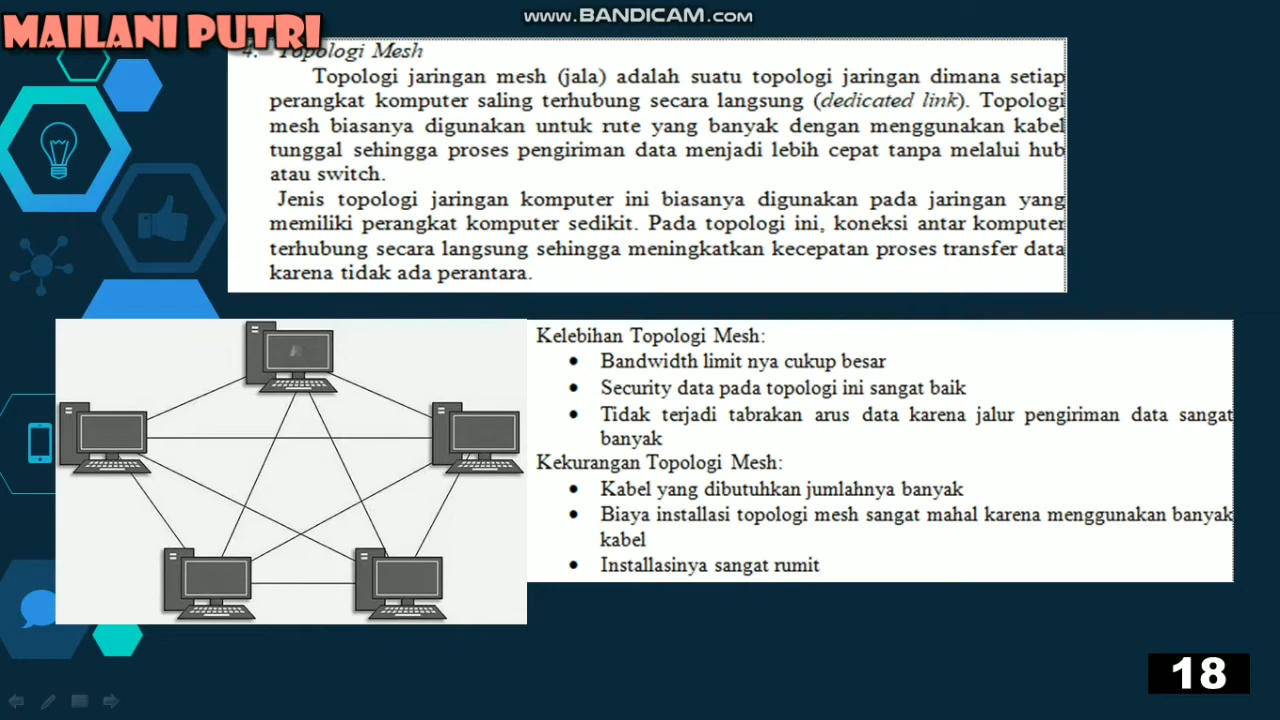 www.BANDICAM.com
MAILANI PUTRI
4. Topologi Mesh
Topologi jaringan mesh (jala) adalah suatu topologi jaringan dimana setiap
perangkat komputer saling terhubung secara langsung (dedicated link). Topologi
mesh biasanya digunakan untuk rute yang banyak dengan menggunakan kabel
tunggal sehingga proses pengiriman data menjadi lebih cepat tanpa melalui hub
atau switch.
Jenis topologi jaringan komputer ini biasanya digunakan pada jaringan yang
memiliki perangkat komputer sedikit. Pada topologi ini, koneksi antar komputer
terhubung secara langsung sehingga meningkatkan kecepatan proses transfer data
karena tidak ada perantara.
Kelebihan Topologi Mesh:
• Bandwidth limit nya cukup besar
• Security data pada topologi ini sangat baik
• Tidak terjadi tabrakan arus data karena jalur pengiriman data sangat
banyak
Kekurangan Topologi Mesh:
• Kabel yang dibutuhkan jumlahnya banyak
• Biaya installasi topologi mesh sangat mahal karena menggunakan banyak
kabel
• Installasinya sangat rumit
18